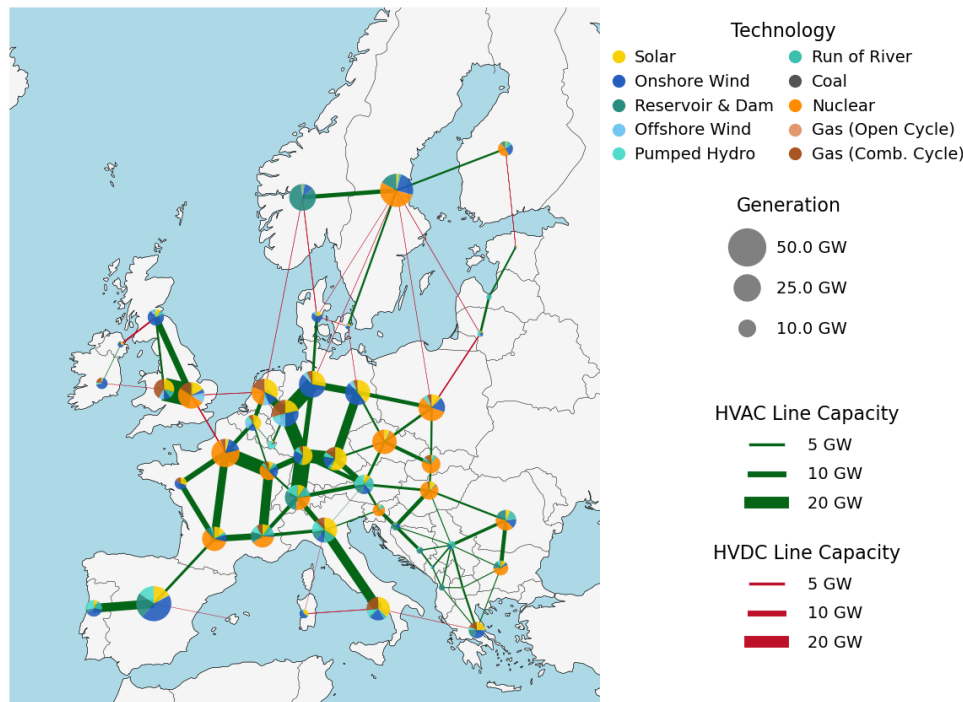 Technology
Solar
Run of River
Onshore Wind
Coal
Reservoir & Dam
Nuclear
Offshore Wind
Gas (Open Cycle)
Pumped Hydro
Gas (Comb. Cycle)
Generation
50.0 GW
25.0 GW
10.0 GW
HVAC Line Capacity
5 GW
10 GW
20 GW
HVDC Line Capacity
5 GW
10 GW
20 GW